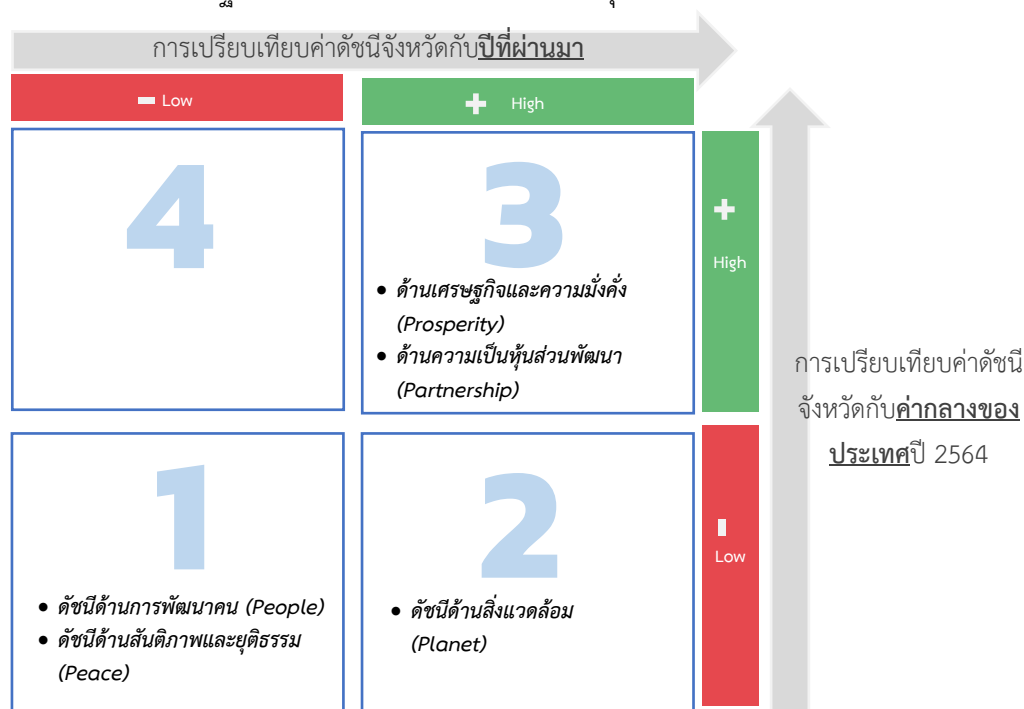 การเปรียบเทียบค่าดัชนีจังหวัดกับปีที่ผ่านมา
Low
High
4
3
• ด้านเศรษฐกิจและความมั่งคั่ง
(Prosperity)
• ด้านความเป็นหุ้นส่วนพัฒนา
(Partnership)
High
การเปรียบเทียบค่าดัชนี
จังหวัดกับค่ากลางของ
ประเทศปี 2564
1
• ดัชนีด้านการพัฒนาคน (People)
• ดัชนีด้านสันติภาพและยุติธรรม
(Peace)
2
• ดัชนีด้านสิ่งแวดล้อม
(Planet)
Low